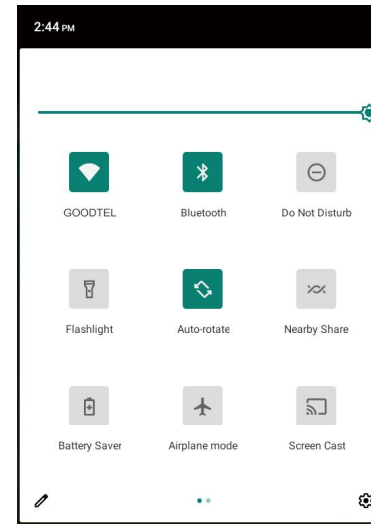 2:44 PM
GOODTEL Bluetooth Do Not Disturb
Flashlight Auto-rotate Nearby Share
Battery Saver Airplane mode Screen Cast